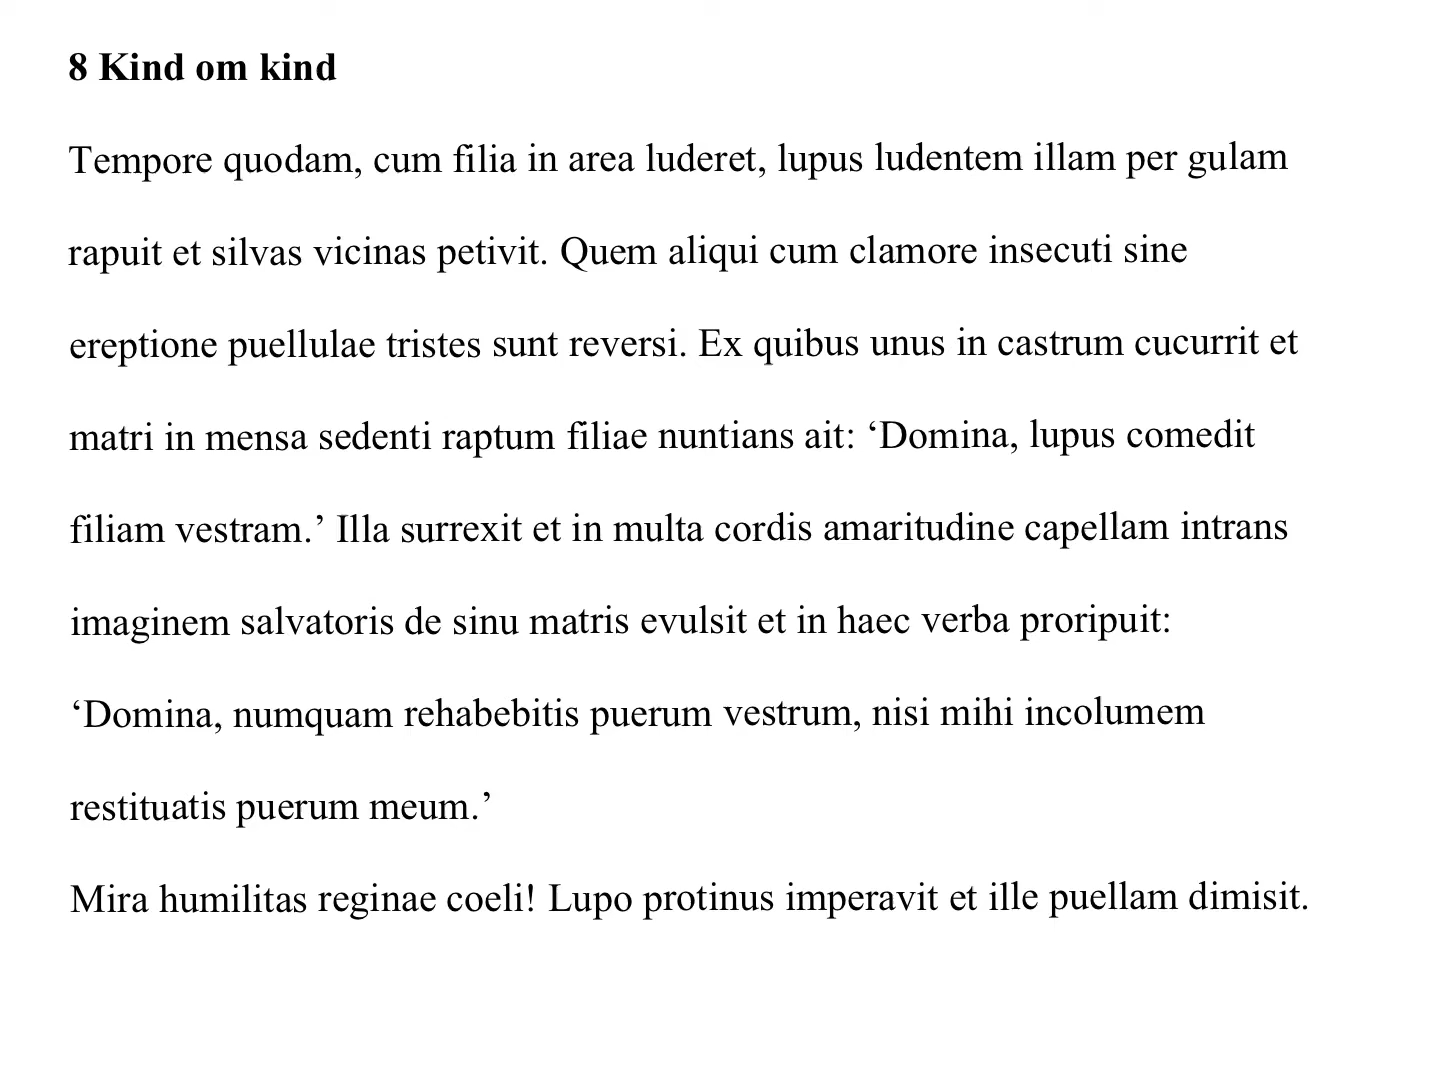 8 Kind om kind
Tempore quodam, cum filia in area luderet, lupus ludentem illam per gulam
rapuit et silvas vicinas petivit. Quem aliqui cum clamore insecuti sine
ereptione puellulae tristes sunt reversi. Ex quibus unus in castrum cucurrit et
matri in mensa sedenti raptum filiae nuntians ait: ‘Domina, lupus comedit
filiam vestram.’ Illa surrexit et in multa cordis amaritudine capellam intrans
imaginem salvatoris de sinu matris evulsit et in haec verba proripuit:
‘Domina, numquam rehabebitis puerum vestrum, nisi mihi incolumem
restituatis puerum meum.’
Mira humilitas reginae coeli! Lupo protinus imperavit et ille puellam dimisit.